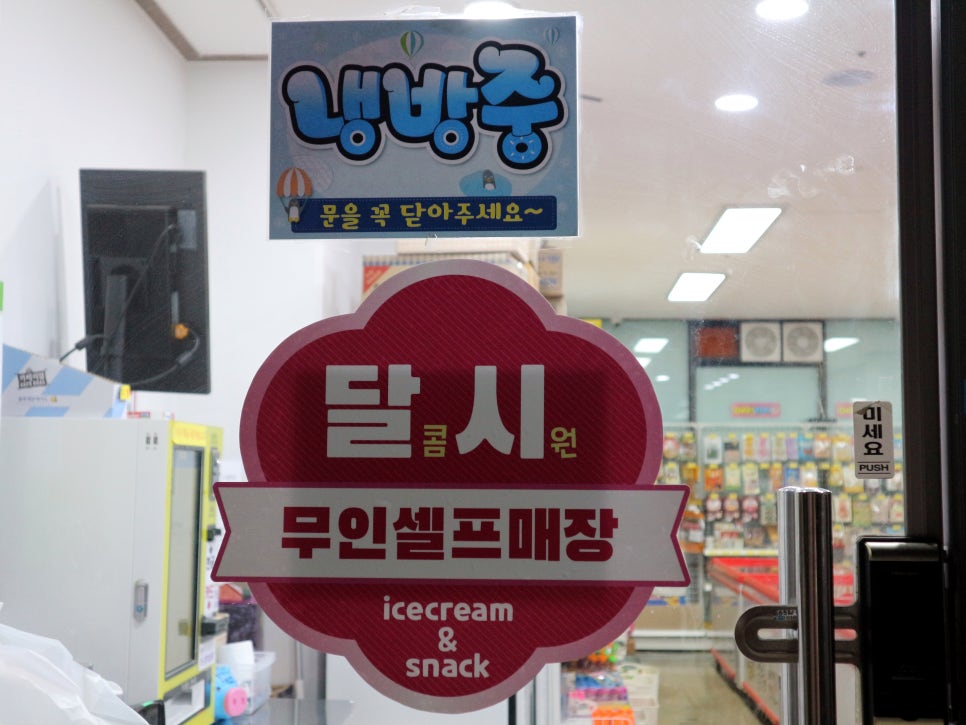 냉방중
문을 꼭 닫아주세요~
달콤시원
무인셀프매장
icecream
&
snack
미세요
PUSH